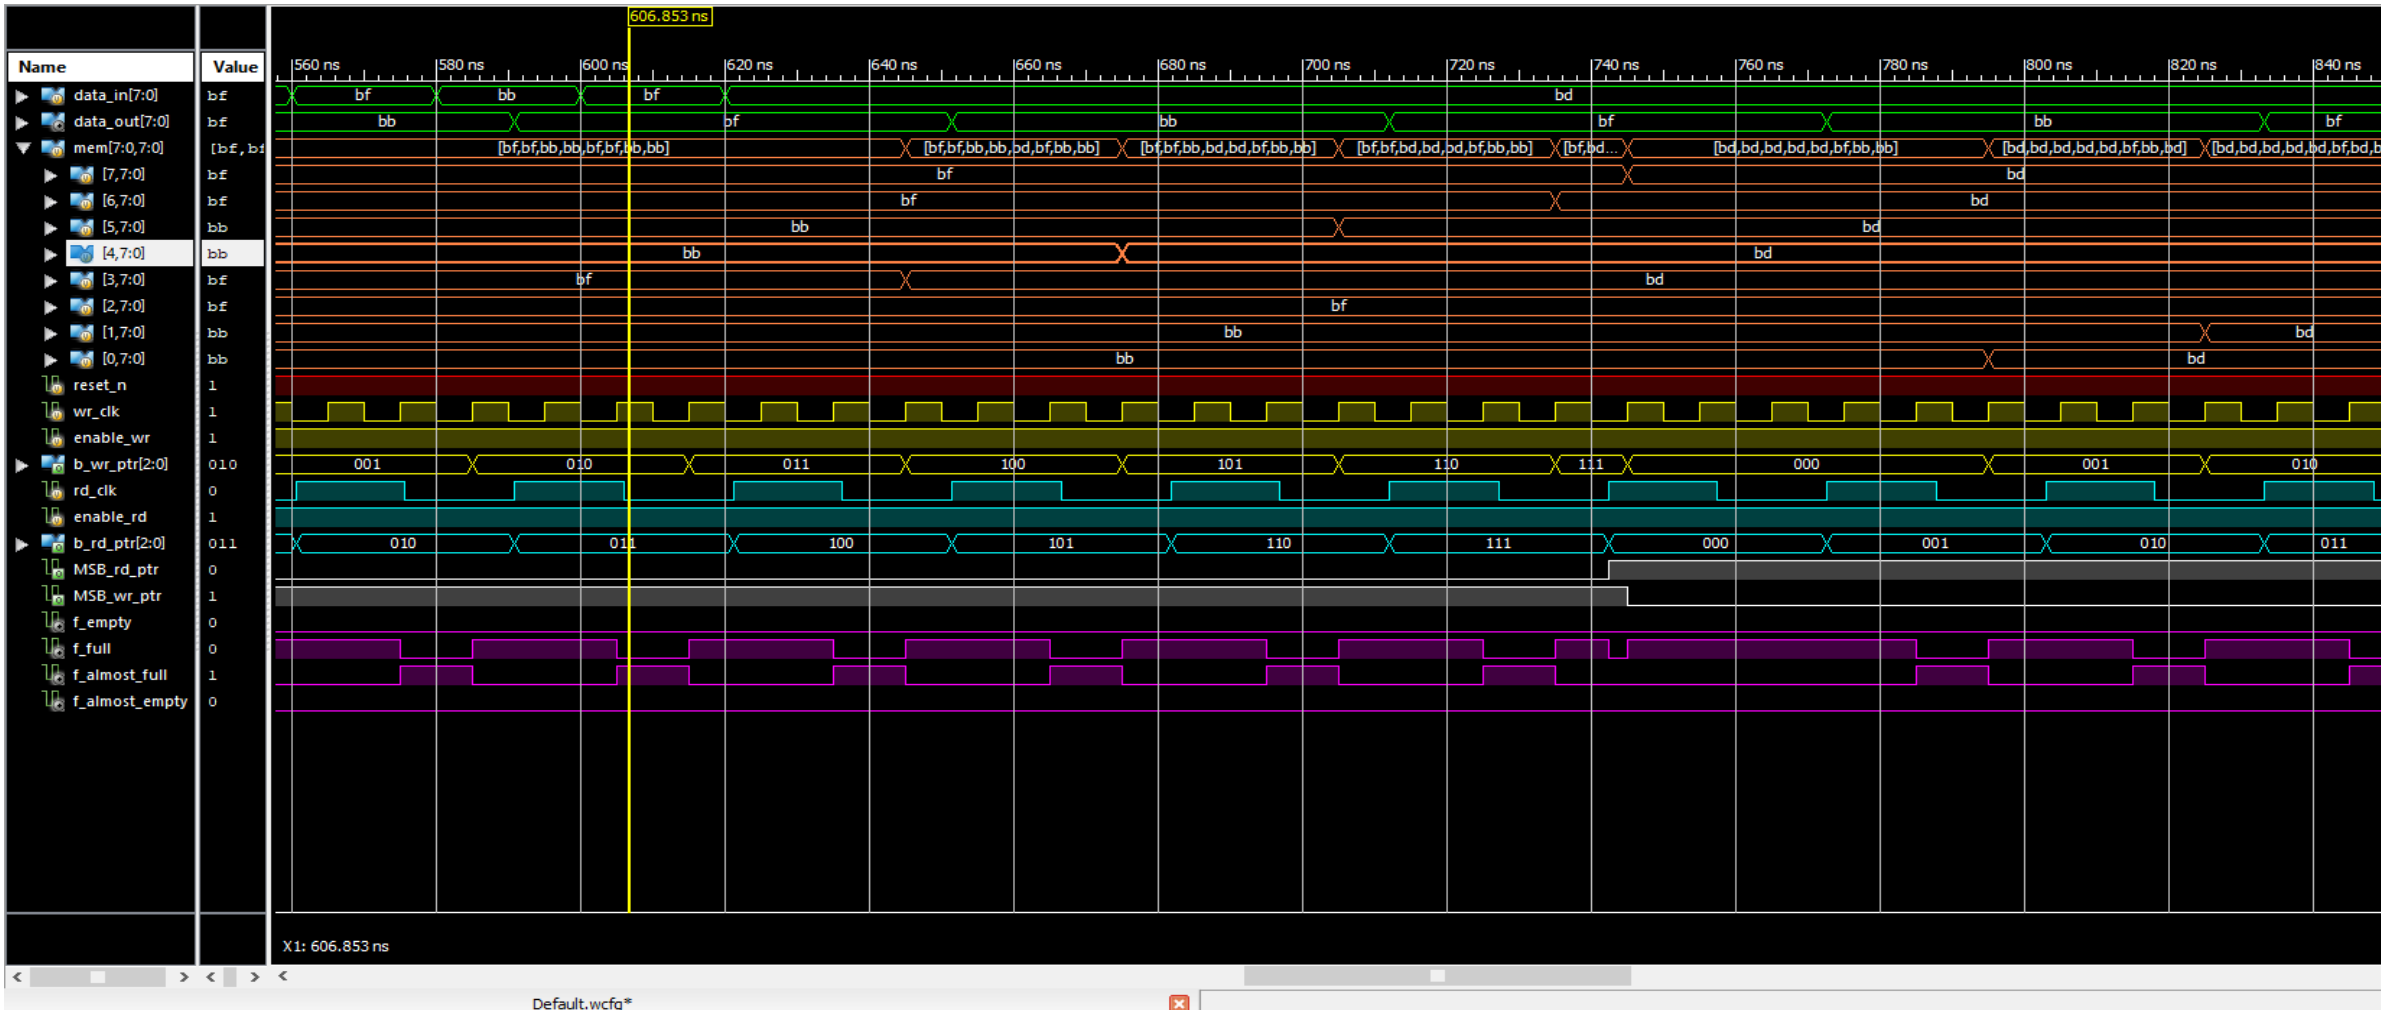 606.853 ns
Name Value 560 ns 580 ns 600 ns 620 ns 640 ns 660 ns 680 ns 700 ns 720 ns 740 ns 760 ns 780 ns 800 ns 820 ns 840 ns
data_in[7:0] bf bf bb bf bd
data_out[7:0] bf bb bf bb bf bb bf
mem[7:0,7:0] [bf,bf [bf,bf,bb,bb,bf,bf,bb,bb] [bf,bf,bb,bb,bd,bf,bb,bb] [bf,bf,bb,bd,bd,bf,bb,bb] [bf,bf,bd,bd,bd,bf,bb,bb] [bf,bd... [bd,bd,bd,bd,bd,bf,bb,bb] [bd,bd,bd,bd,bd,bf,bb,bd] [bd,bd,bd,bd,bd,bf,bd,b
[7,7:0] bf bf bd
[6,7:0] bf bf bd
[5,7:0] bb bb bd
[4,7:0] bb bb bd
[3,7:0] bf bf bd
[2,7:0] bf bf
[1,7:0] bb bb bd
[0,7:0] bb bb bd
reset_n 1
wr_clk 1
enable_wr 1
b_wr_ptr[2:0] 010 001 010 011 100 101 110 111 000 001 010
rd_clk 0
enable_rd 1
b_rd_ptr[2:0] 011 010 011 100 101 110 111 000 001 010 011
MSB_rd_ptr 0
MSB_wr_ptr 1
f_empty 0
f_full 0
f_almost_full 1
f_almost_empty 0
X1: 606.853 ns
Default.wcfg*